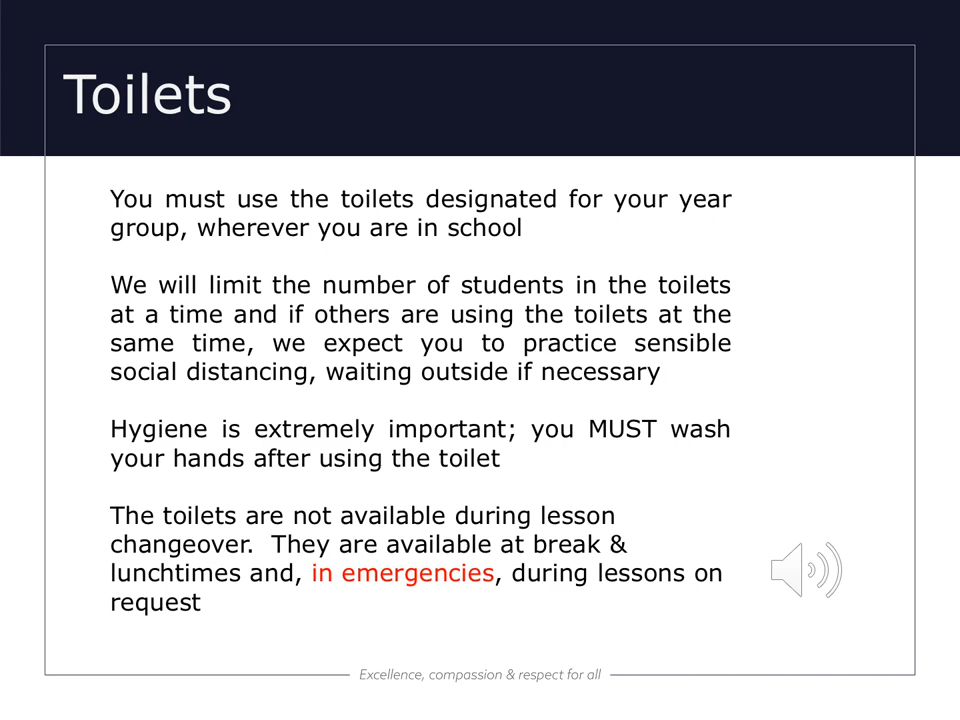 Toilets
You must use the toilets designated for your year
group, wherever you are in school
We will limit the number of students in the toilets
at a time and if others are using the toilets at the
same time, we expect you to practice sensible
social distancing, waiting outside if necessary
Hygiene is extremely important; you MUST wash
your hands after using the toilet
The toilets are not available during lesson
changeover.  They are available at break &
lunchtimes and, in emergencies, during lessons on
request
Excellence, compassion & respect for all